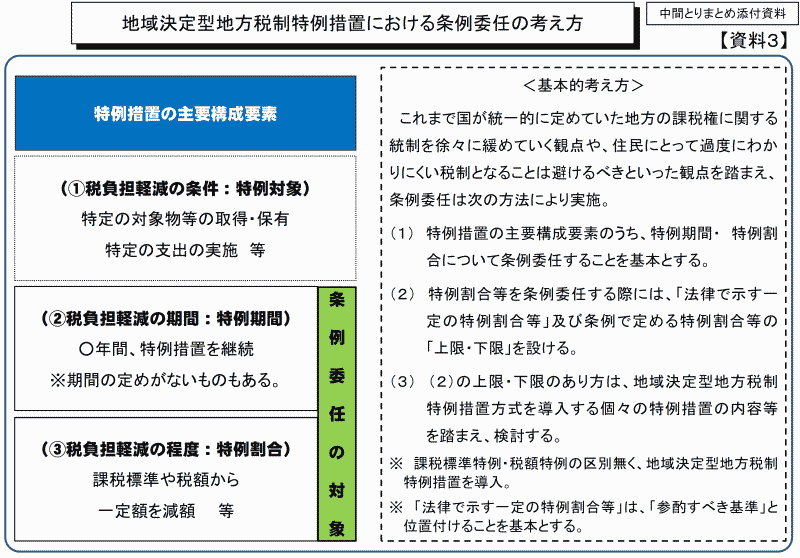 地域決定型地方税制特例措置における条例委任の考え方
中間とりまとめ添付資料
【資料3】
特例措置の主要構成要素
(①税負担軽減の条件：特例対象)
特定の対象物等の取得・保有
特定の支出の実施 等
(②税負担軽減の期間：特例期間)
○年間、特例措置を継続
※期間の定めがないものもある。
(③税負担軽減の程度：特例割合)
課税標準や税額から
一定額を減額 等
条例委任の対象
＜基本的考え方＞
これまで国が統一的に定めていた地方の課税権に関する
統制を徐々に緩めていく観点や、住民にとって過度にわか
りにくい税制となることは避けるべきといった観点を踏まえ、
条例委任は次の方法により実施。
(1) 特例措置の主要構成要素のうち、特例期間・ 特例割
合について条例委任することを基本とする。
(2) 特例割合等を条例委任する際には、「法律で示す一
定の特例割合等」及び条例で定める特例割合等の
「上限・下限」を設ける。
(3) (2)の上限・下限のあり方は、地域決定型地方税制
特例措置方式を導入する個々の特例措置の内容等
を踏まえ、検討する。
※ 課税標準特例・税額特例の区別無く、地域決定型地方税制
特例措置を導入。
※ 「法律で示す一定の特例割合等」は、「参酌すべき基準」と
位置付けることを基本とする。